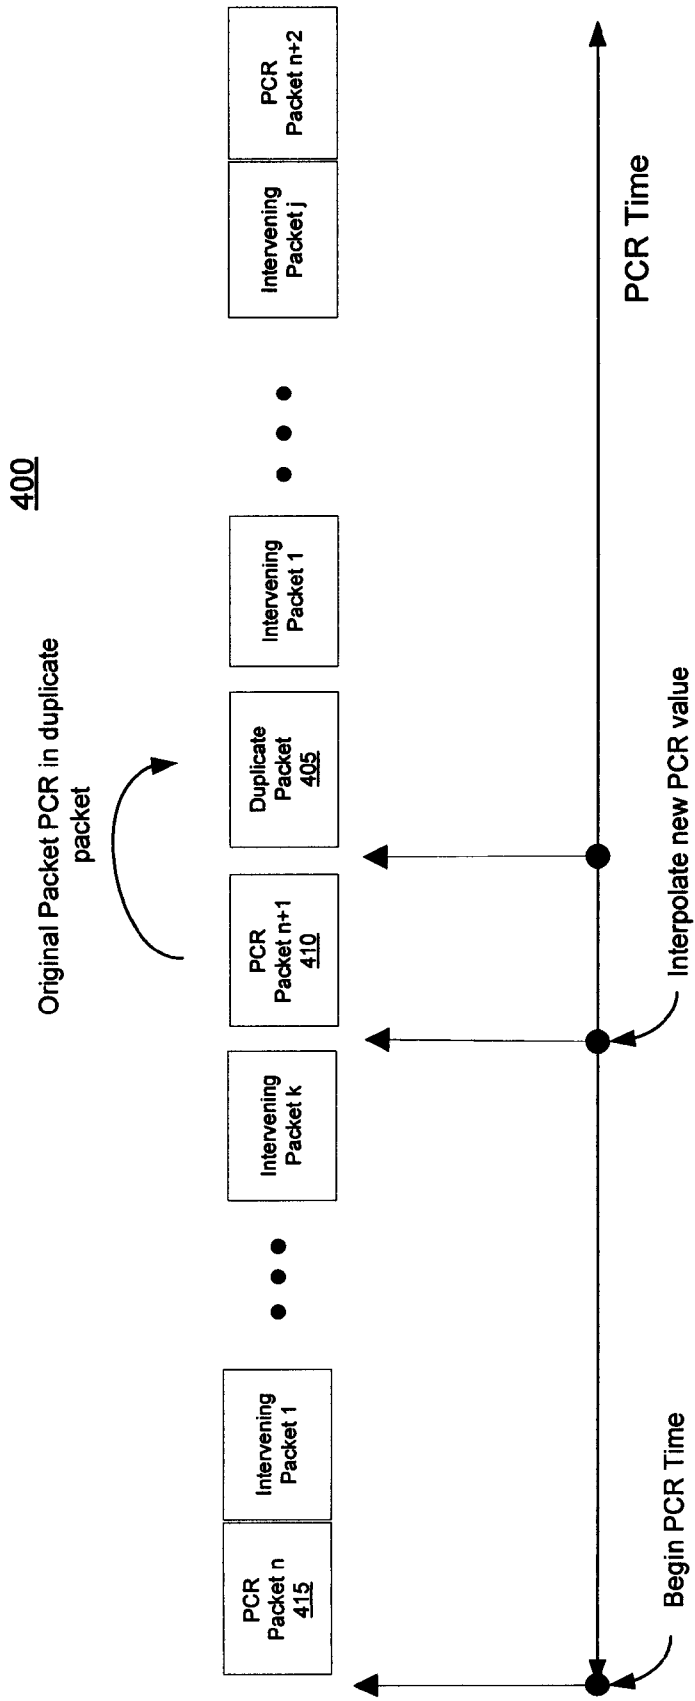 400
Original Packet PCR in duplicate
packet
PCR
Packet n
415
Intervening
Packet 1
Intervening
Packet k
PCR
Packet n+1
410
Duplicate
Packet
405
Intervening
Packet 1
Intervening
Packet j
PCR
Packet n+2
PCR Time
Begin PCR Time
Interpolate new PCR value